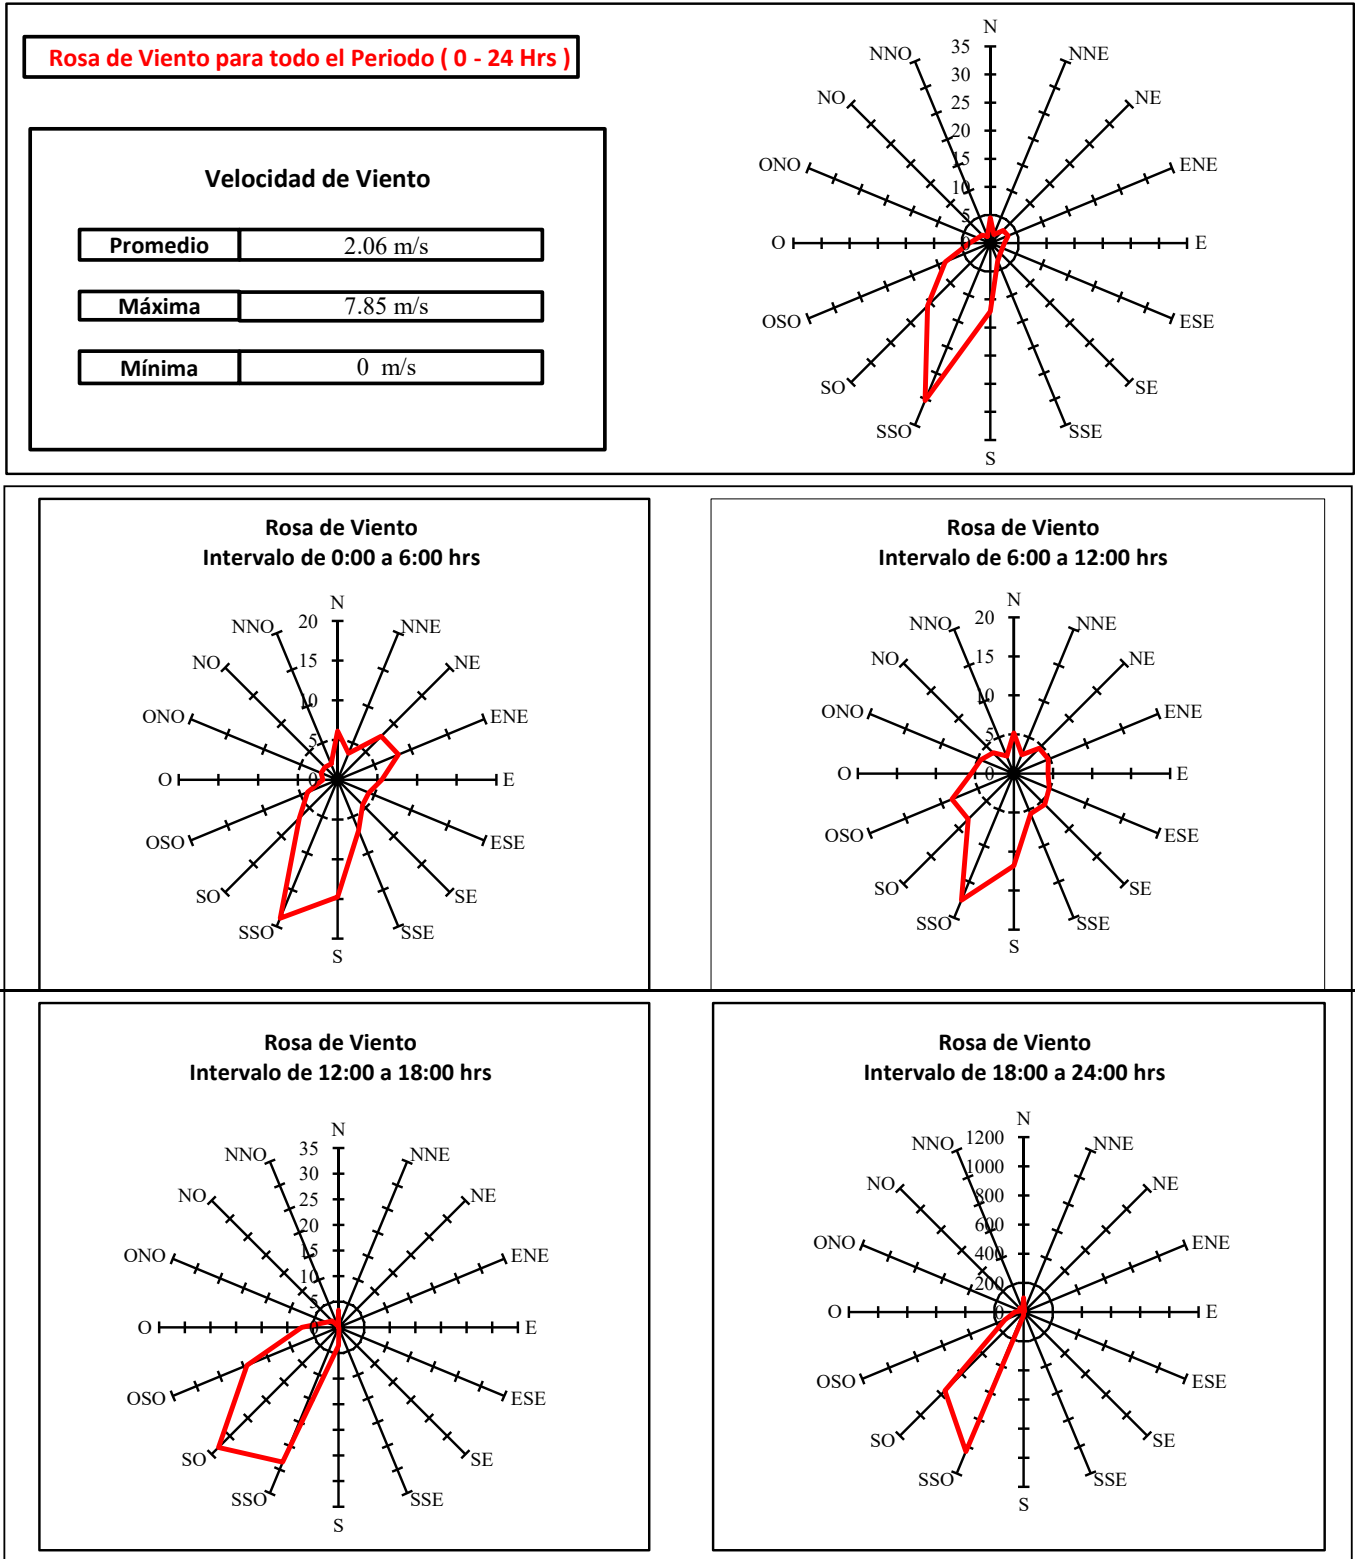 Rosa de Viento para todo el Periodo ( 0 - 24 Hrs )
Velocidad de Viento
Promedio 2.06 m/s
Máxima 7.85 m/s
Mínima 0 m/s
N
NNE
NE
ENE
E
ESE
SE
SSE
S
SSO
SO
OSO
O
ONO
NO
NNO
35
30
25
20
15
10
5
0
Rosa de Viento
Intervalo de 0:00 a 6:00 hrs
N
NNE
NE
ENE
E
ESE
SE
SSE
S
SSO
SO
OSO
O
ONO
NO
NNO
20
15
10
5
0
Rosa de Viento
Intervalo de 6:00 a 12:00 hrs
N
NNE
NE
ENE
E
ESE
SE
SSE
S
SSO
SO
OSO
O
ONO
NO
NNO
20
15
10
5
0
Rosa de Viento
Intervalo de 12:00 a 18:00 hrs
N
NNE
NE
ENE
E
ESE
SE
SSE
S
SSO
SO
OSO
O
ONO
NO
NNO
35
30
25
20
15
10
5
0
Rosa de Viento
Intervalo de 18:00 a 24:00 hrs
N
NNE
NE
ENE
E
ESE
SE
SSE
S
SSO
SO
OSO
O
ONO
NO
NNO
1200
1000
800
600
400
200
0